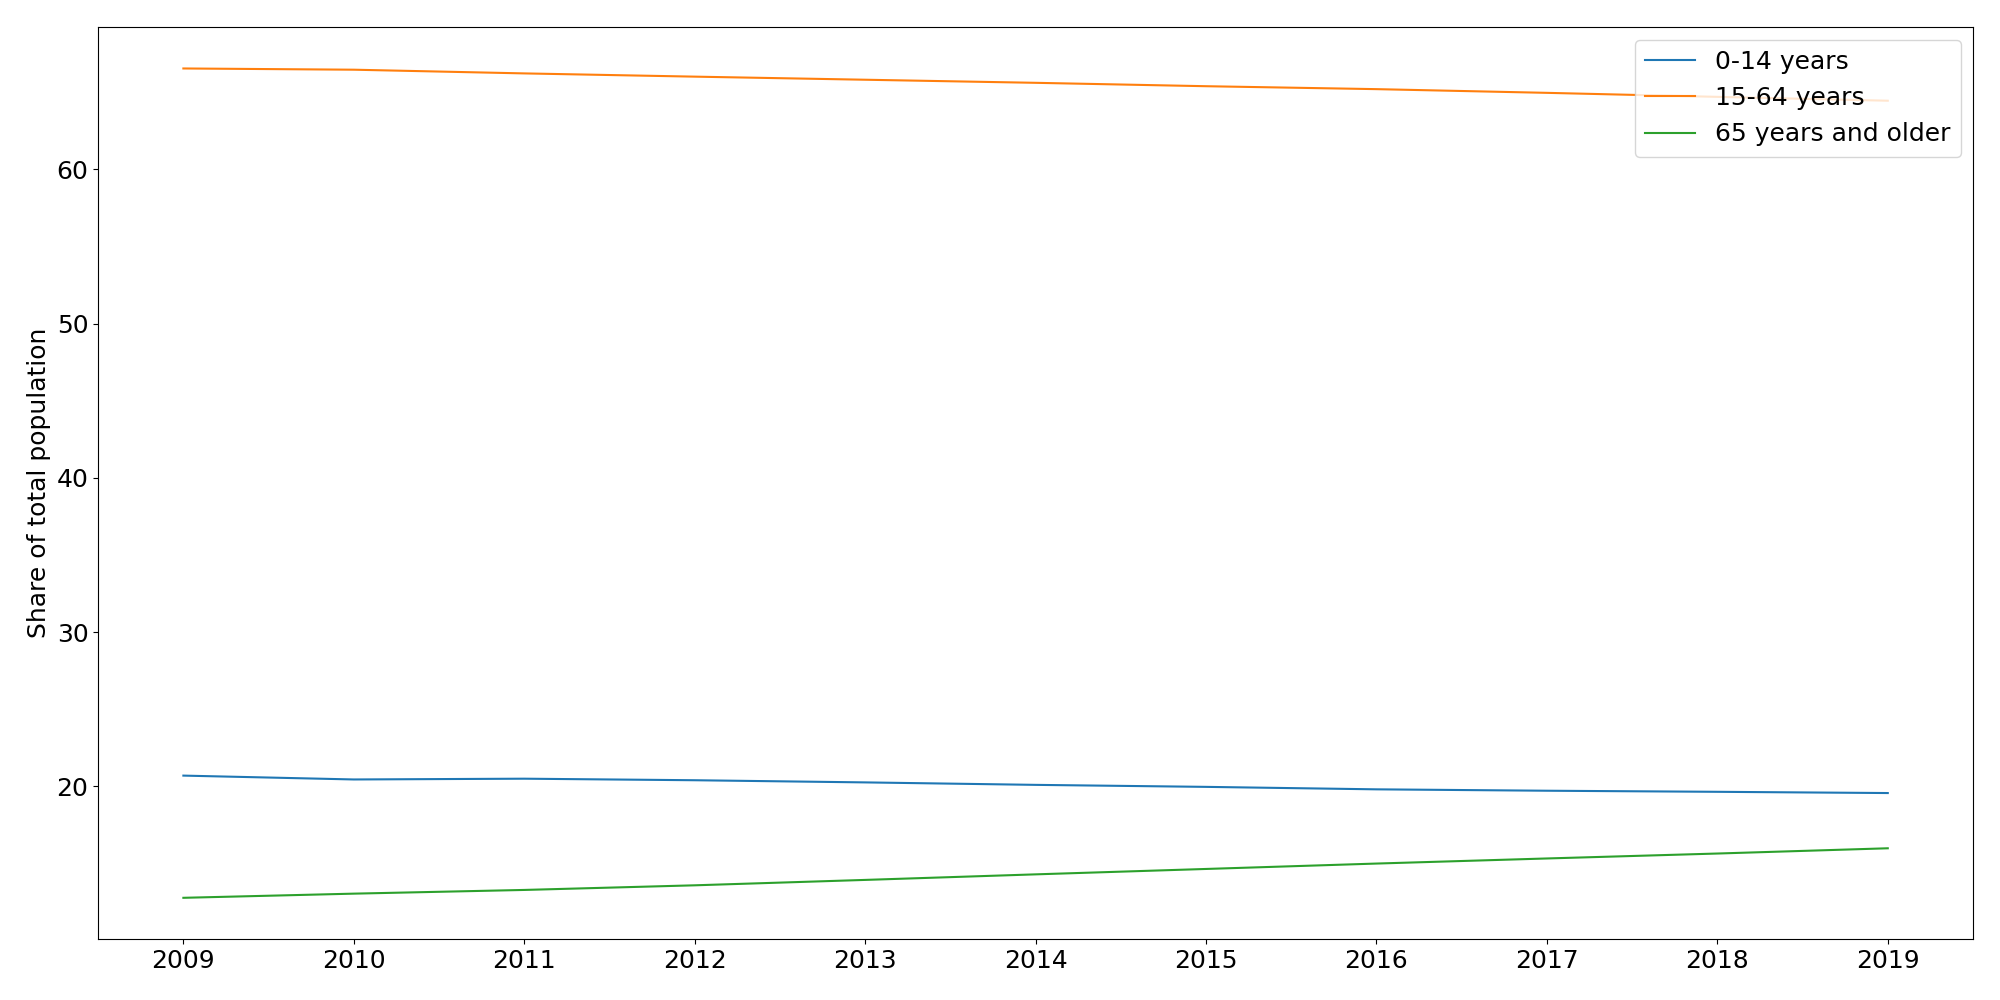 0-14 years
15-64 years
65 years and older
Share of total population
60
50
40
30
20
2009 2010 2011 2012 2013 2014 2015 2016 2017 2018 2019